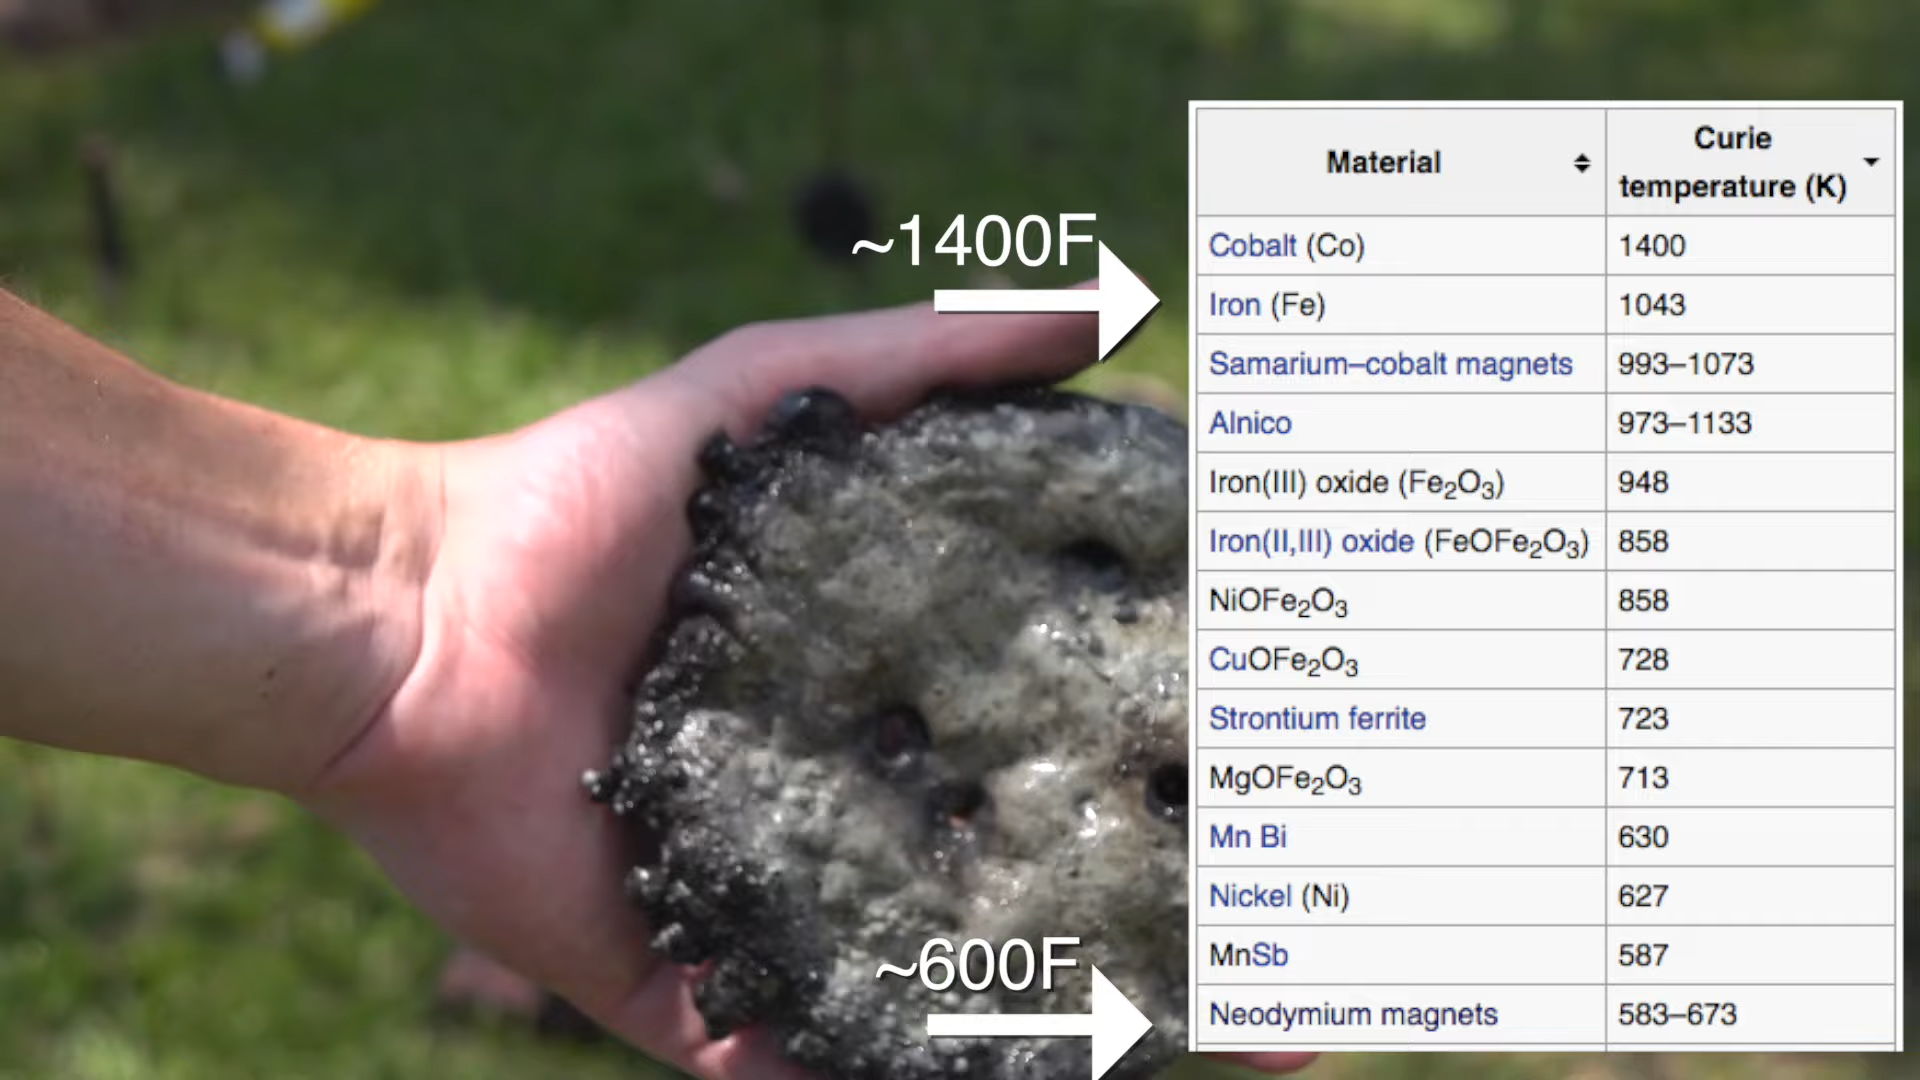 ~1400F
~600F
Material Curie temperature (K)
Cobalt (Co) 1400
Iron (Fe) 1043
Samarium–cobalt magnets 993–1073
Alnico 973–1133
Iron(III) oxide (Fe₂O₃) 948
Iron(II,III) oxide (FeOFe₂O₃) 858
NiOFe₂O₃ 858
CuOFe₂O₃ 728
Strontium ferrite 723
MgOFe₂O₃ 713
Mn Bi 630
Nickel (Ni) 627
MnSb 587
Neodymium magnets 583–673